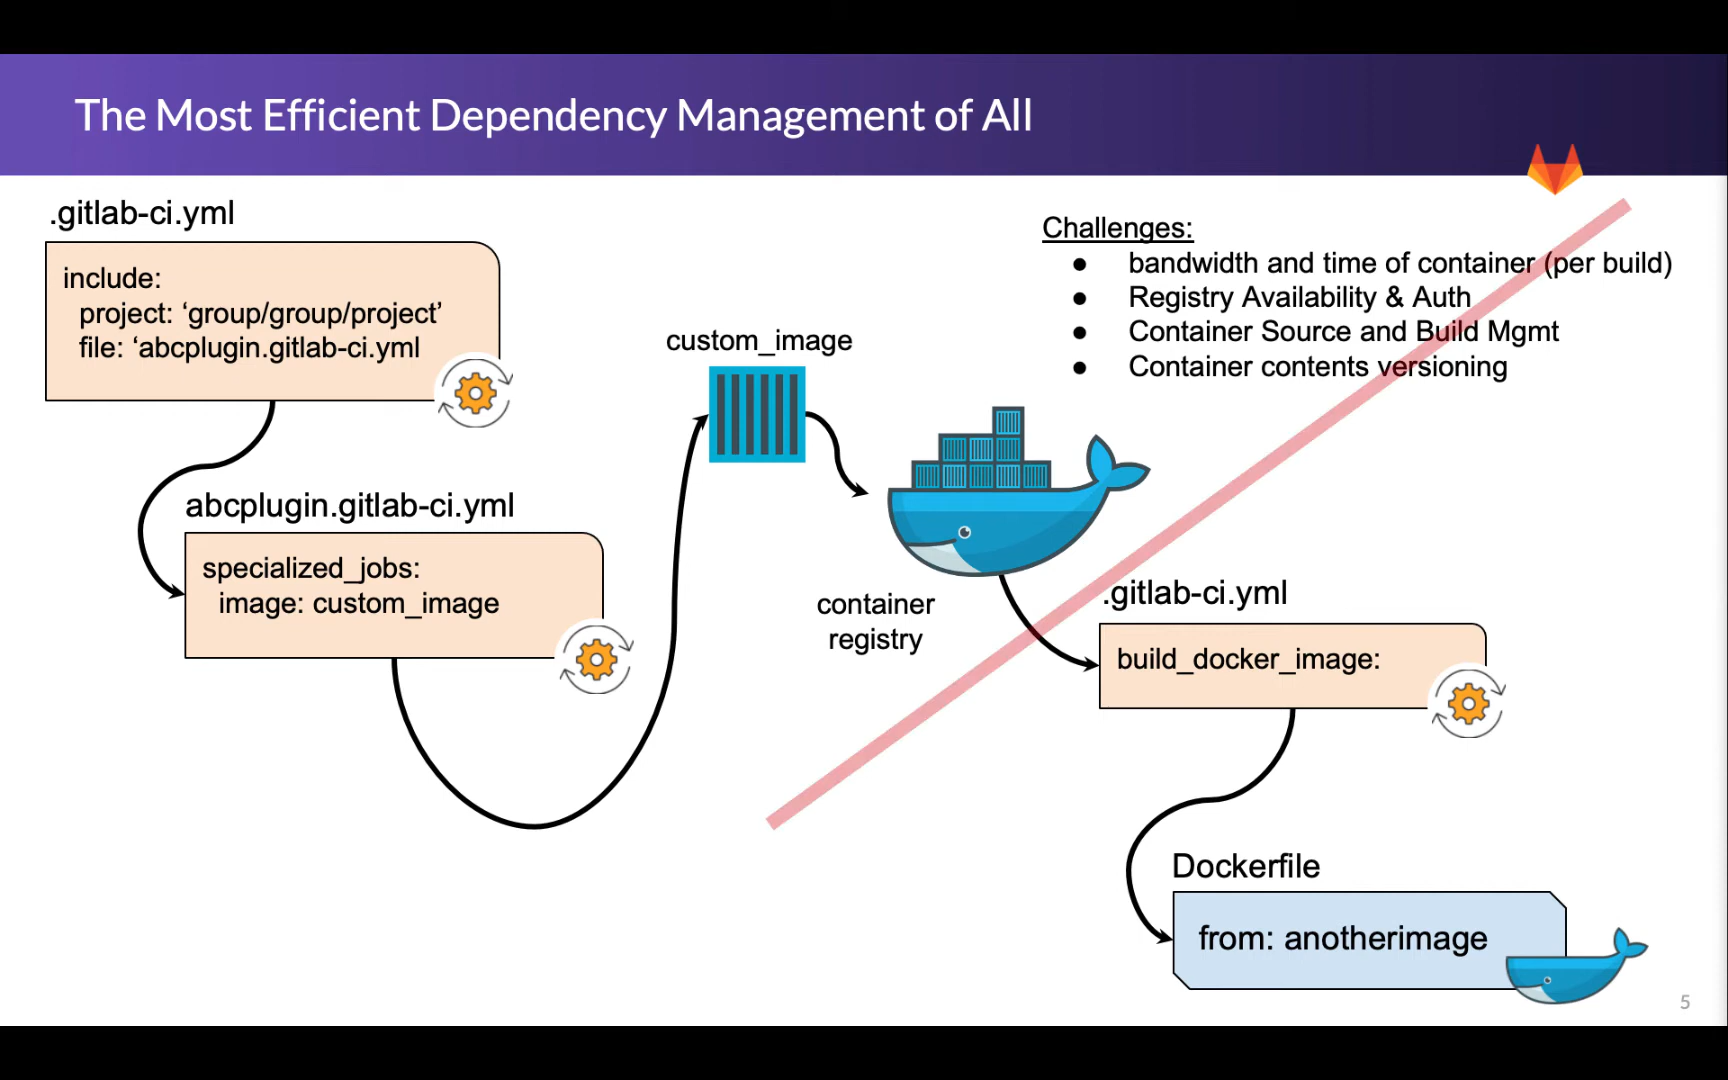 The Most Efficient Dependency Management of All
.gitlab-ci.yml
include:
project: ‘group/group/project’
file: ‘abcplugin.gitlab-ci.yml
abcplugin.gitlab-ci.yml
specialized_jobs:
image: custom_image
custom_image
container
registry
Challenges:
● bandwidth and time of container (per build)
● Registry Availability & Auth
● Container Source and Build Mgmt
● Container contents versioning
.gitlab-ci.yml
build_docker_image:
Dockerfile
from: anotherimage
5